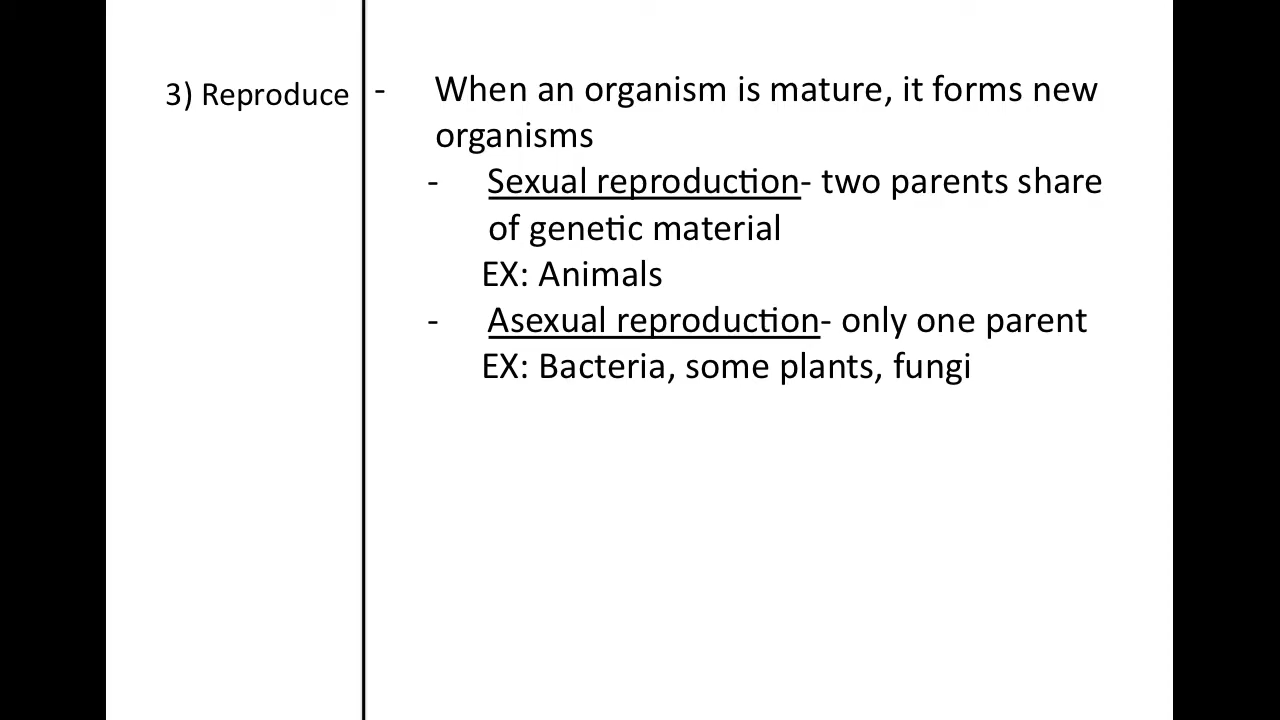 3) Reproduce
- When an organism is mature, it forms new
organisms
- Sexual reproduction- two parents share
of genetic material
EX: Animals
- Asexual reproduction- only one parent
EX: Bacteria, some plants, fungi